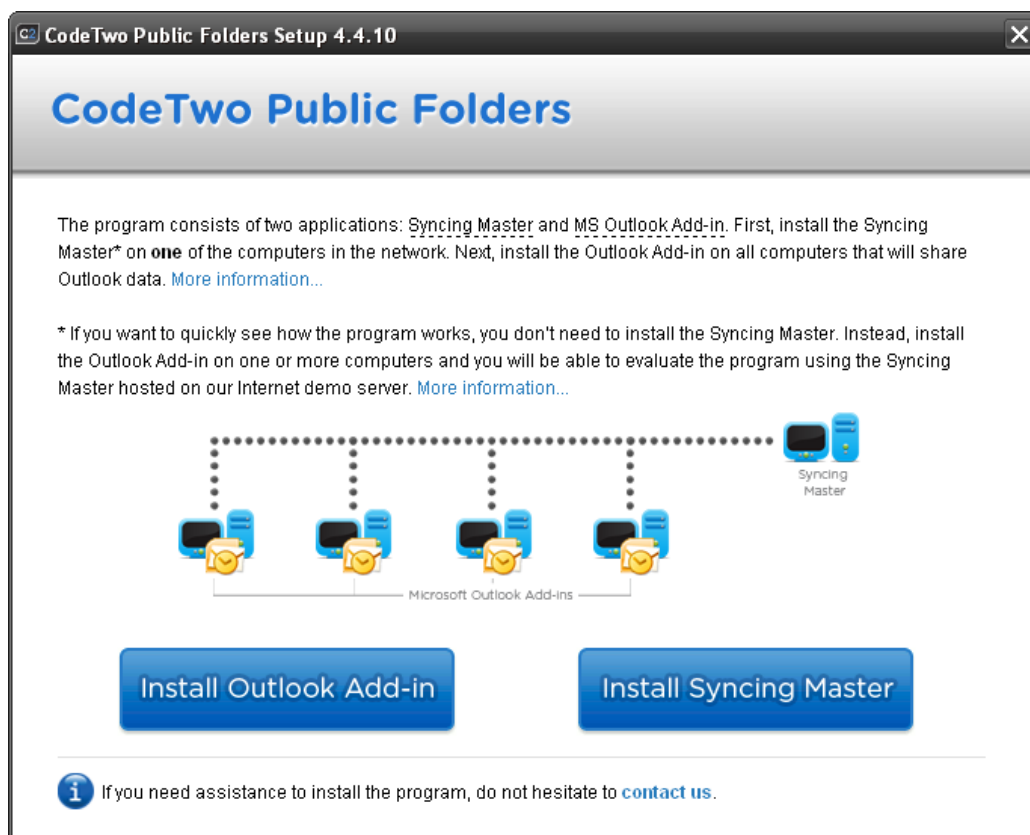 CodeTwo Public Folders Setup 4.4.10
CodeTwo Public Folders
The program consists of two applications: Syncing Master and MS Outlook Add-in. First, install the Syncing
Master* on one of the computers in the network. Next, install the Outlook Add-in on all computers that will share
Outlook data. More information...
* If you want to quickly see how the program works, you don't need to install the Syncing Master. Instead, install
the Outlook Add-in on one or more computers and you will be able to evaluate the program using the Syncing
Master hosted on our Internet demo server. More information...
Syncing
Master
Microsoft Outlook Add-ins
Install Outlook Add-in
Install Syncing Master
If you need assistance to install the program, do not hesitate to contact us.